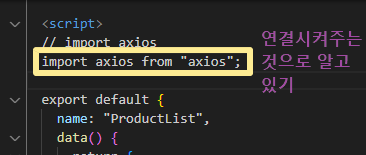 <script>
// import axios
import axios from "axios";
연결시켜주는
것으로 알고
있기
export default {
name: "ProductList",
data() {
return {